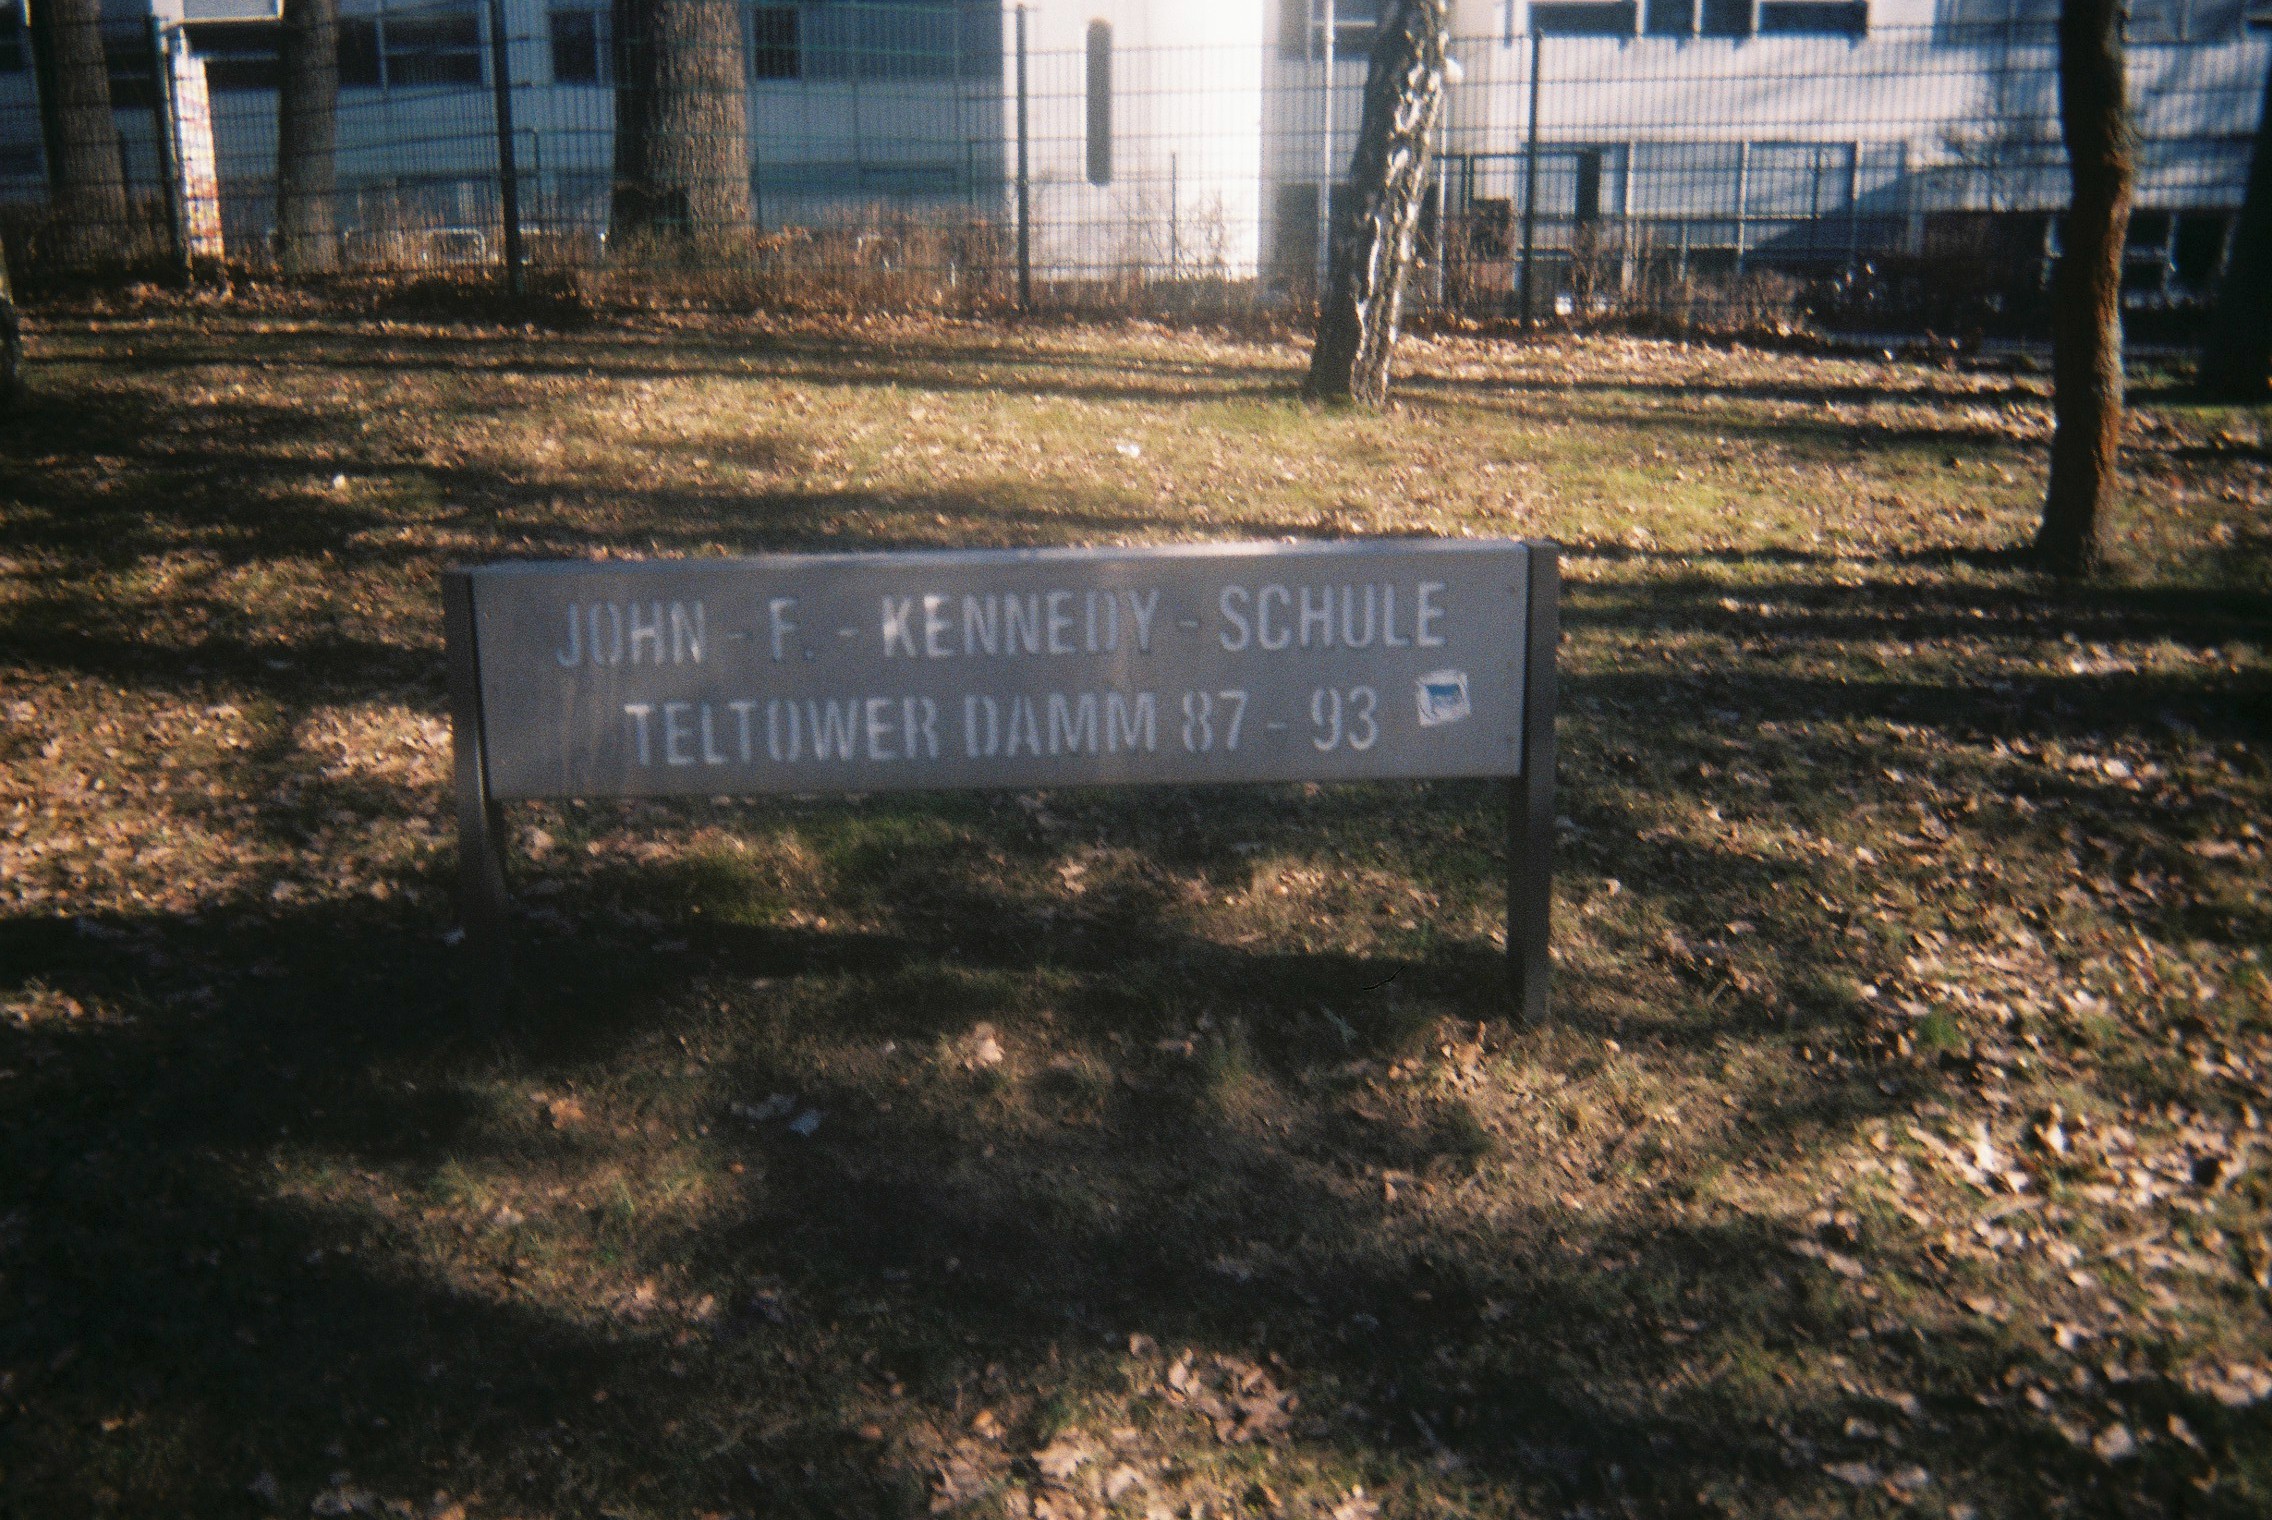 JOHN - F. - KENNEDY - SCHULE
TELTOWER DAMM 87 - 93